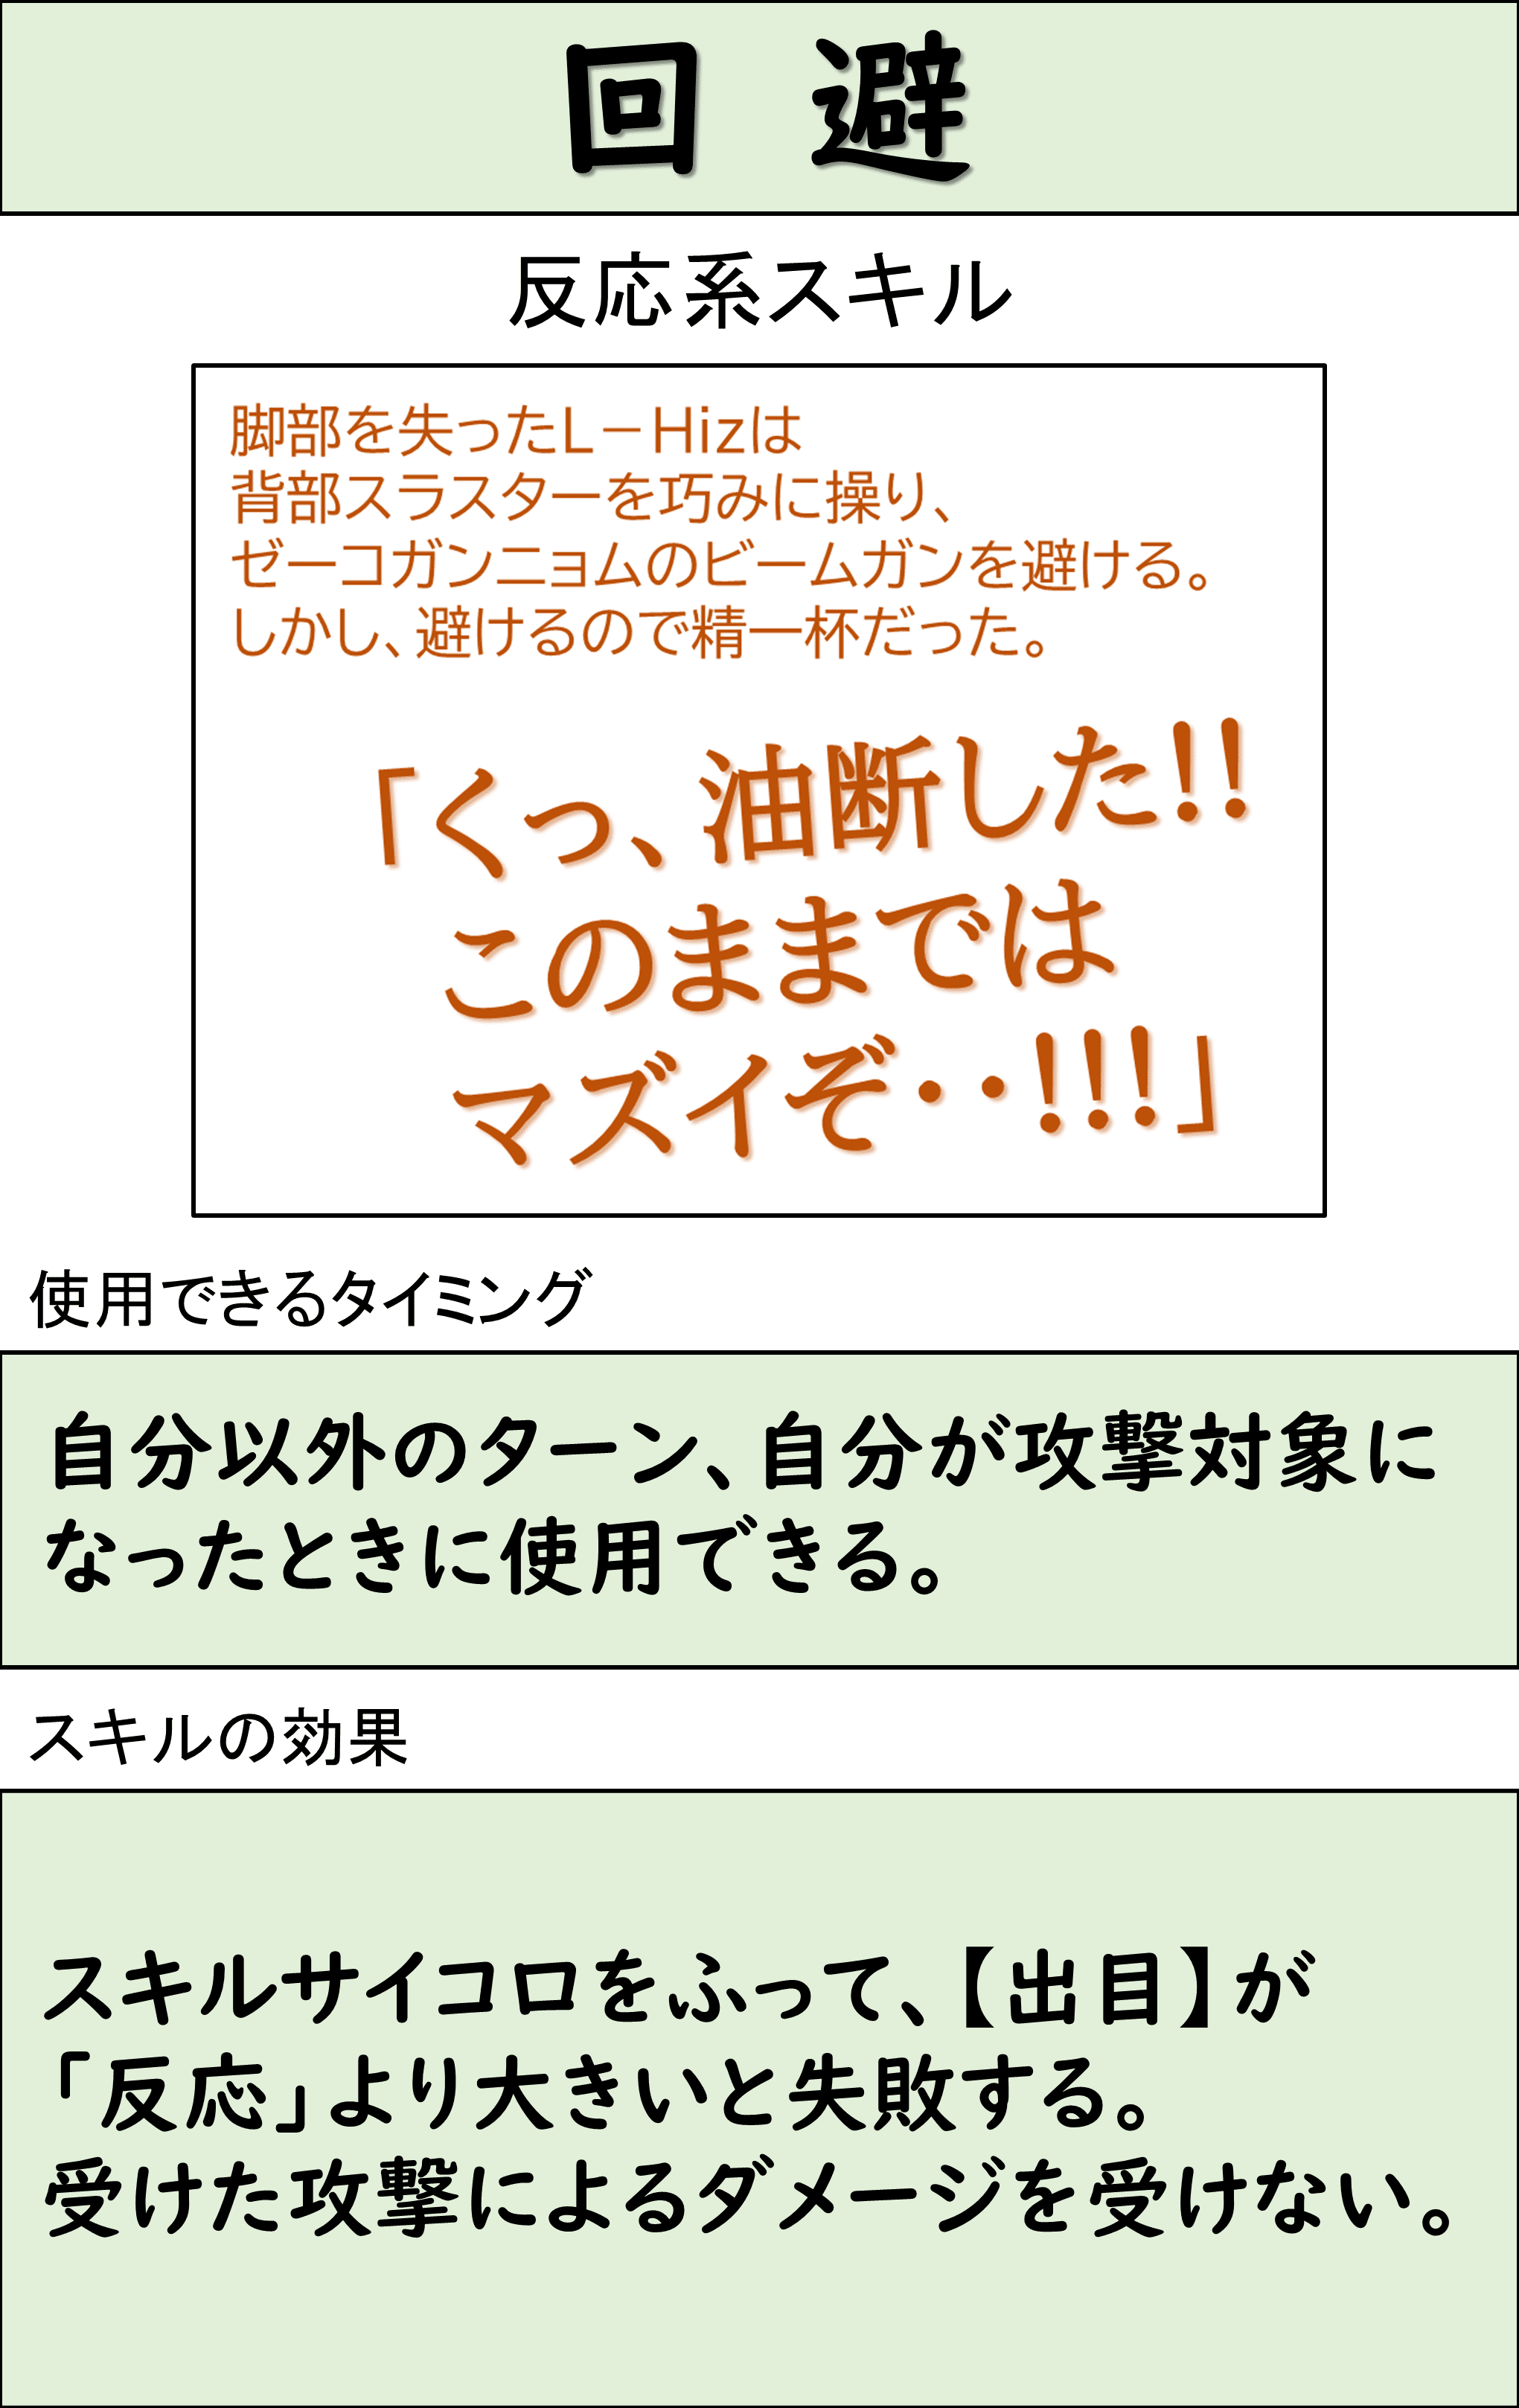 回避
反応系スキル
脚部を失ったL－Hizは
背部スラスターを巧みに操り、
ゼーコガンニョムのビームガンを避ける。
しかし、避けるので精一杯だった。
「くっ、油断した!!
このままでは
マズイぞ・・!!!」
使用できるタイミング
自分以外のターン、自分が攻撃対象に
なったときに使用できる。
スキルの効果
スキルサイコロをふって、【出目】が
「反応」より大きいと失敗する。
受けた攻撃によるダメージを受けない。